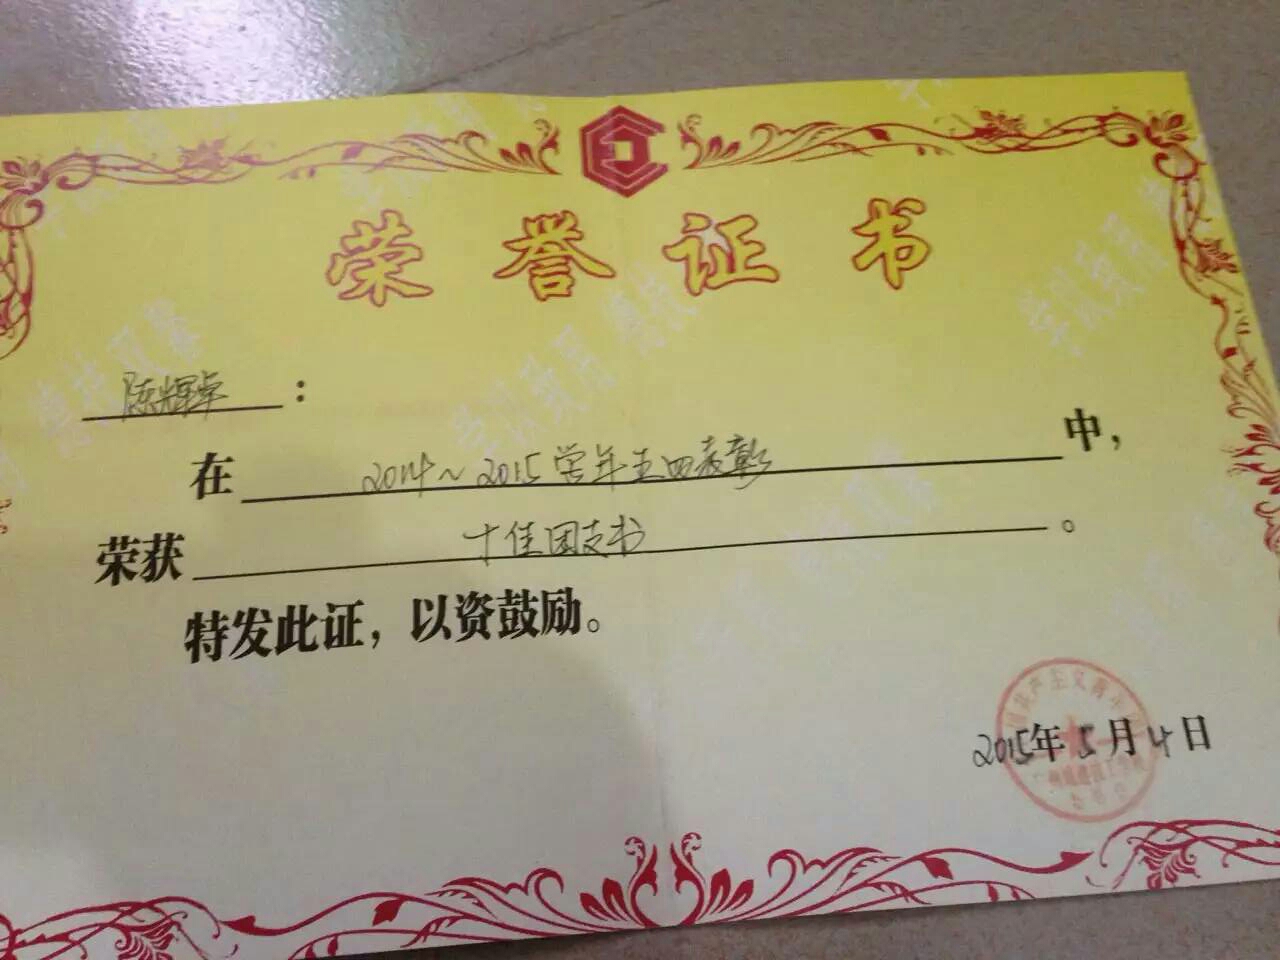 荣誉证书
陈辉卓：
在 2014~2015学年五四表彰 中，
荣获 十佳团支书 。
特发此证，以资鼓励。
2015年5月4日